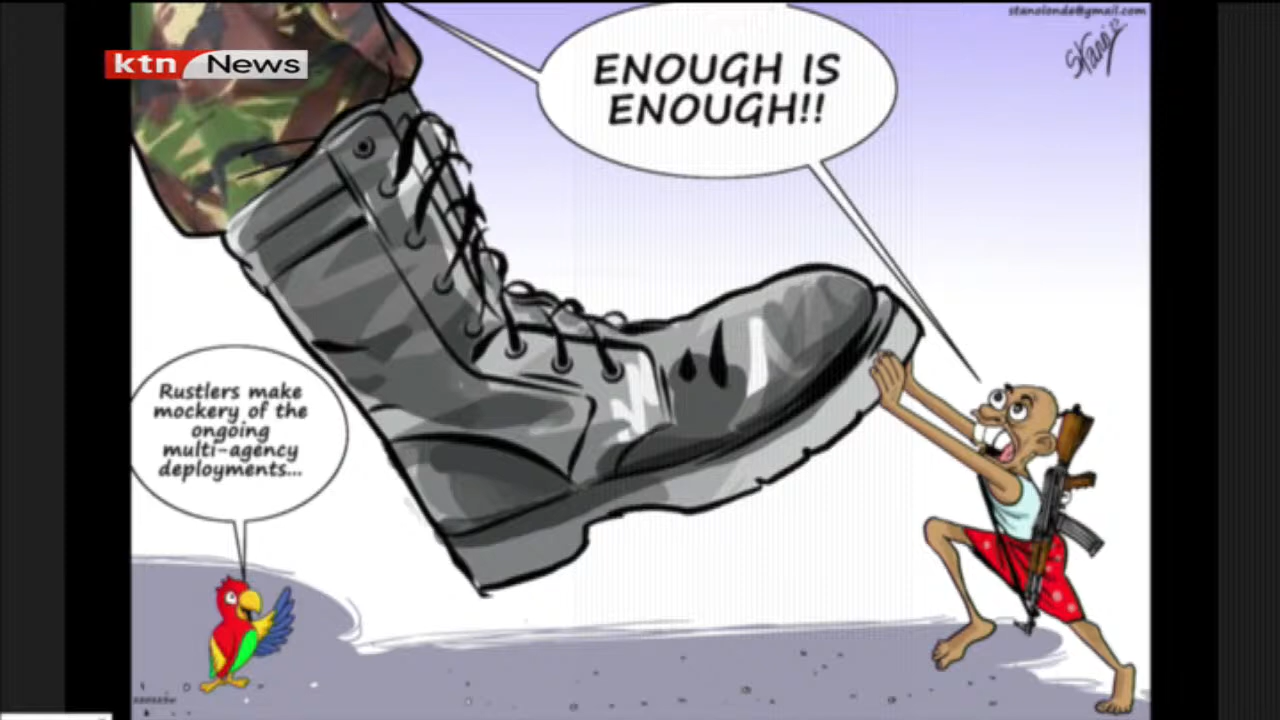 stanolonde@gmail.com
ktn News
ENOUGH IS
ENOUGH!!
Rustlers make
mockery of the
ongoing
multi-agency
deployments...